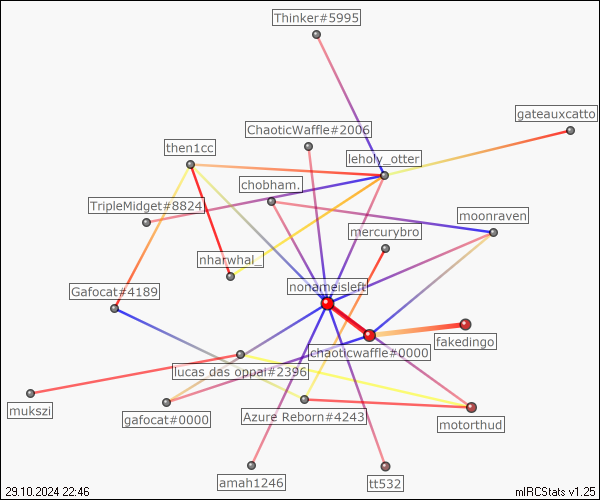 Thinker#5995
gateauxcatto
ChaoticWaffle#2006
then1cc
leholy_otter
chobham.
TripleMidget#8824
moonraven
mercurybro
nharwhal_
nonameisleft
Gafocat#4189
fakedingo
chaoticwaffle#0000
lucas das oppai#2396
mukszi
gafocat#0000
Azure Reborn#4243
motorthud
amah1246
tt532
29.10.2024 22:46
mIRCStats v1.25